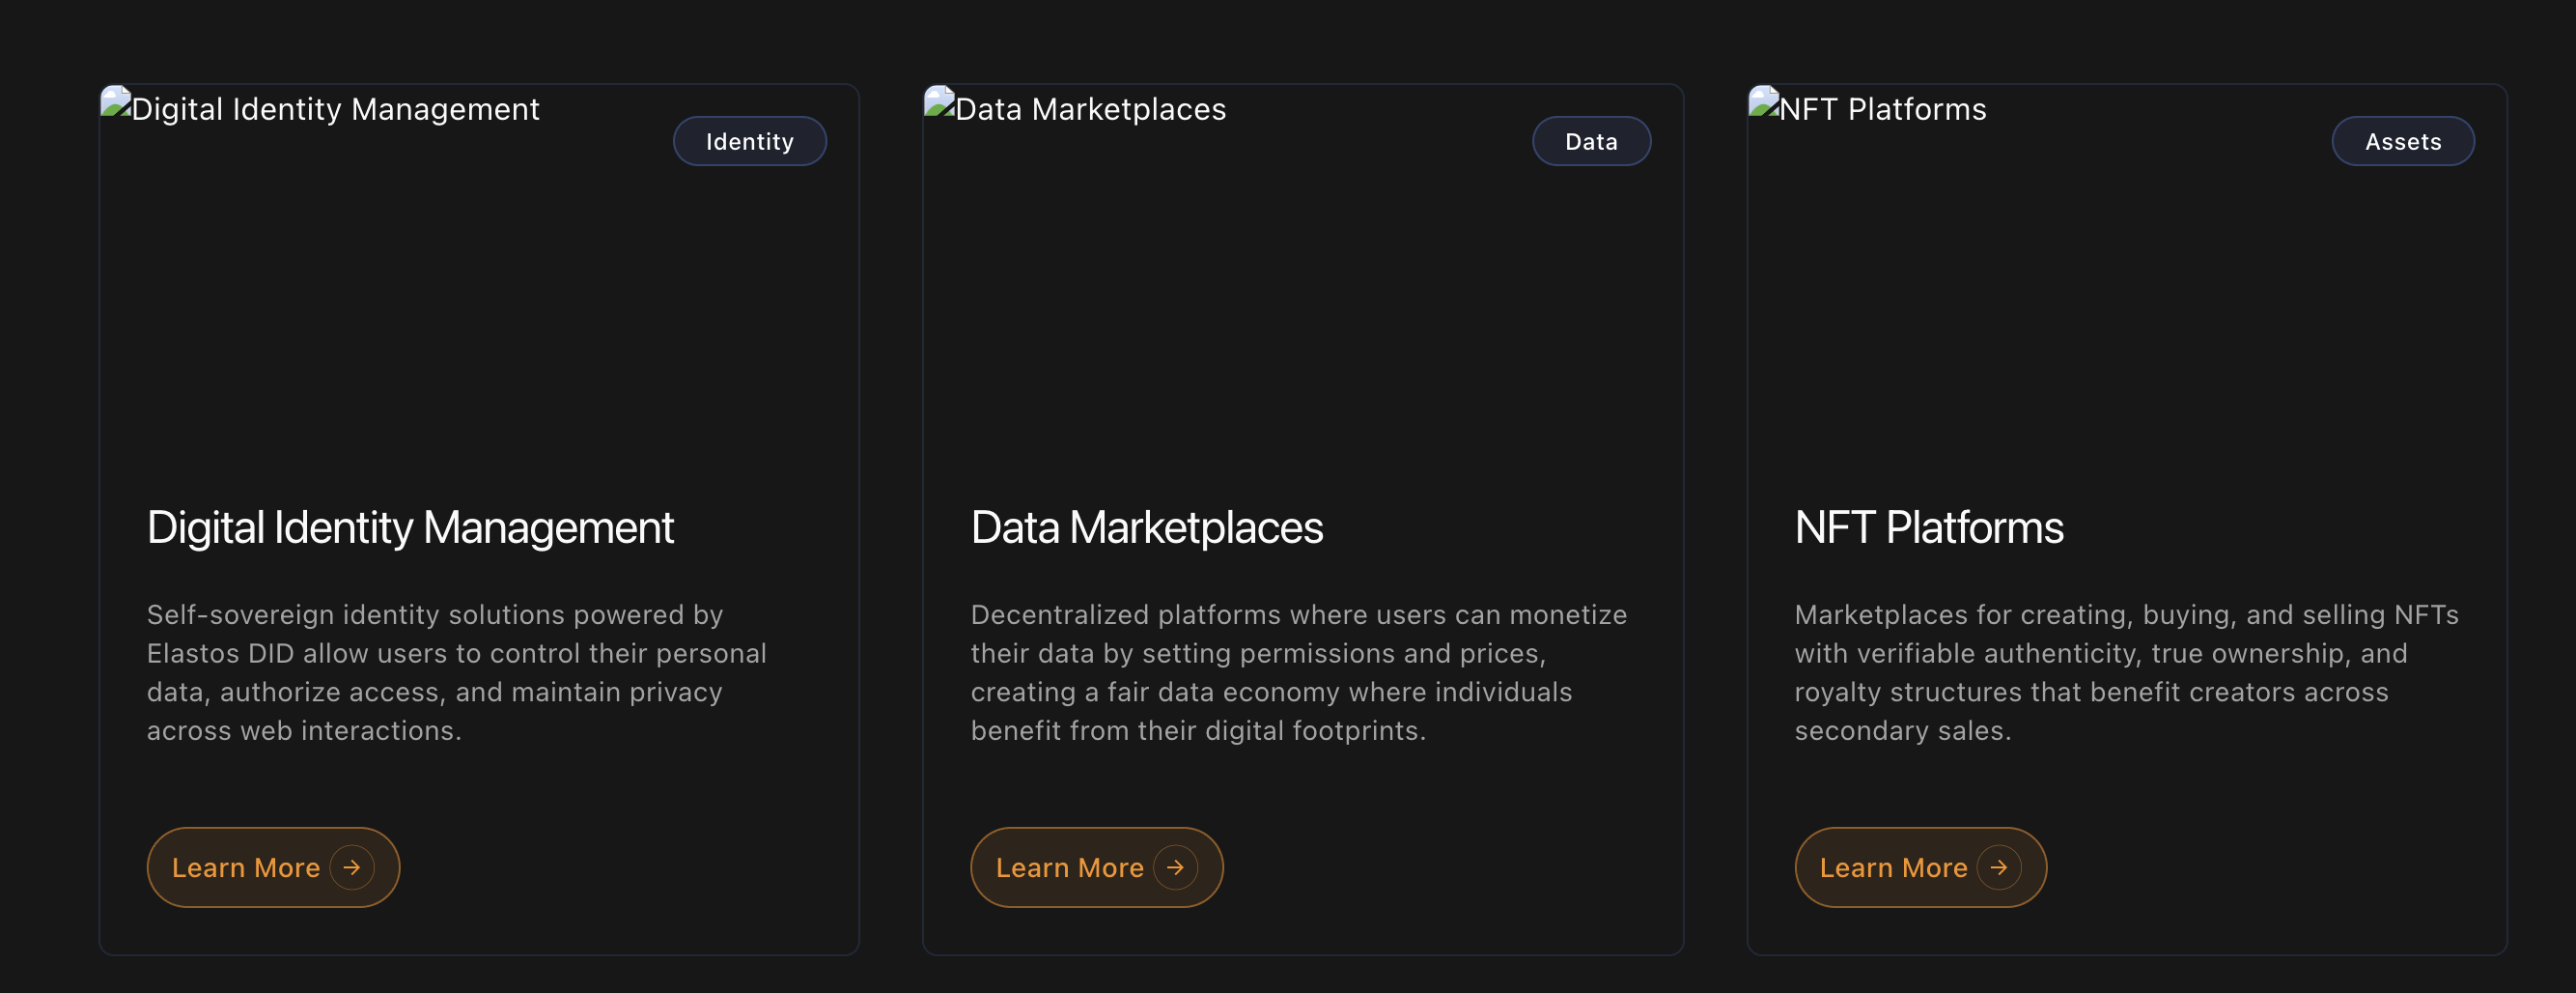 Digital Identity Management
Identity
Digital Identity Management
Self-sovereign identity solutions powered by
Elastos DID allow users to control their personal
data, authorize access, and maintain privacy
across web interactions.
Learn More →
Data Marketplaces
Data
Data Marketplaces
Decentralized platforms where users can monetize
their data by setting permissions and prices,
creating a fair data economy where individuals
benefit from their digital footprints.
Learn More →
NFT Platforms
Assets
NFT Platforms
Marketplaces for creating, buying, and selling NFTs
with verifiable authenticity, true ownership, and
royalty structures that benefit creators across
secondary sales.
Learn More →